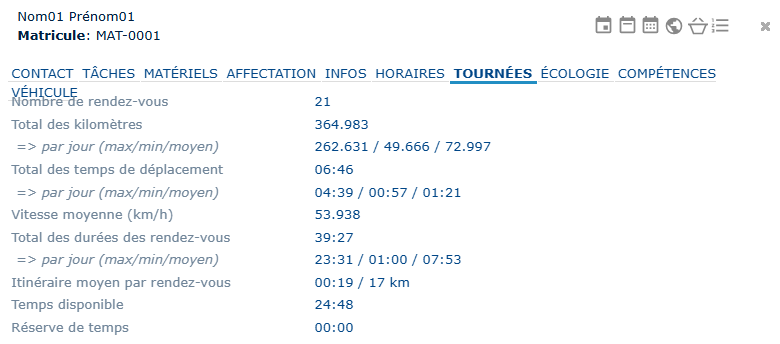 Nom01 Prénom01
Matricule: MAT-0001
CONTACT TÂCHES MATÉRIELS AFFECTATION INFOS HORAIRES TOURNÉES ÉCOLOGIE COMPÉTENCES
VÉHICULE
Nombre de rendez-vous 21
Total des kilomètres 364.983
=> par jour (max/min/moyen) 262.631 / 49.666 / 72.997
Total des temps de déplacement 06:46
=> par jour (max/min/moyen) 04:39 / 00:57 / 01:21
Vitesse moyenne (km/h) 53.938
Total des durées des rendez-vous 39:27
=> par jour (max/min/moyen) 23:31 / 01:00 / 07:53
Itinéraire moyen par rendez-vous 00:19 / 17 km
Temps disponible 24:48
Réserve de temps 00:00